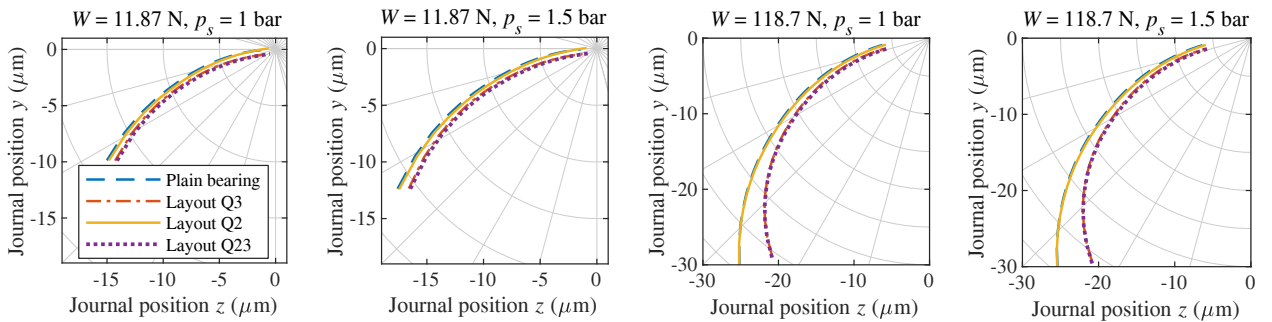 W = 11.87 N, pₛ = 1 bar
0
-5
-10
-15
-15
-10
-5
0
Journal position y (μm)
Journal position z (μm)
Plain bearing
Layout Q3
Layout Q2
Layout Q23
W = 11.87 N, pₛ = 1.5 bar
0
-5
-10
-15
-15
-10
-5
0
Journal position y (μm)
Journal position z (μm)
W = 118.7 N, pₛ = 1 bar
0
-10
-20
-30
-30
-20
-10
0
Journal position y (μm)
Journal position z (μm)
W = 118.7 N, pₛ = 1.5 bar
0
-10
-20
-30
-30
-20
-10
0
Journal position y (μm)
Journal position z (μm)